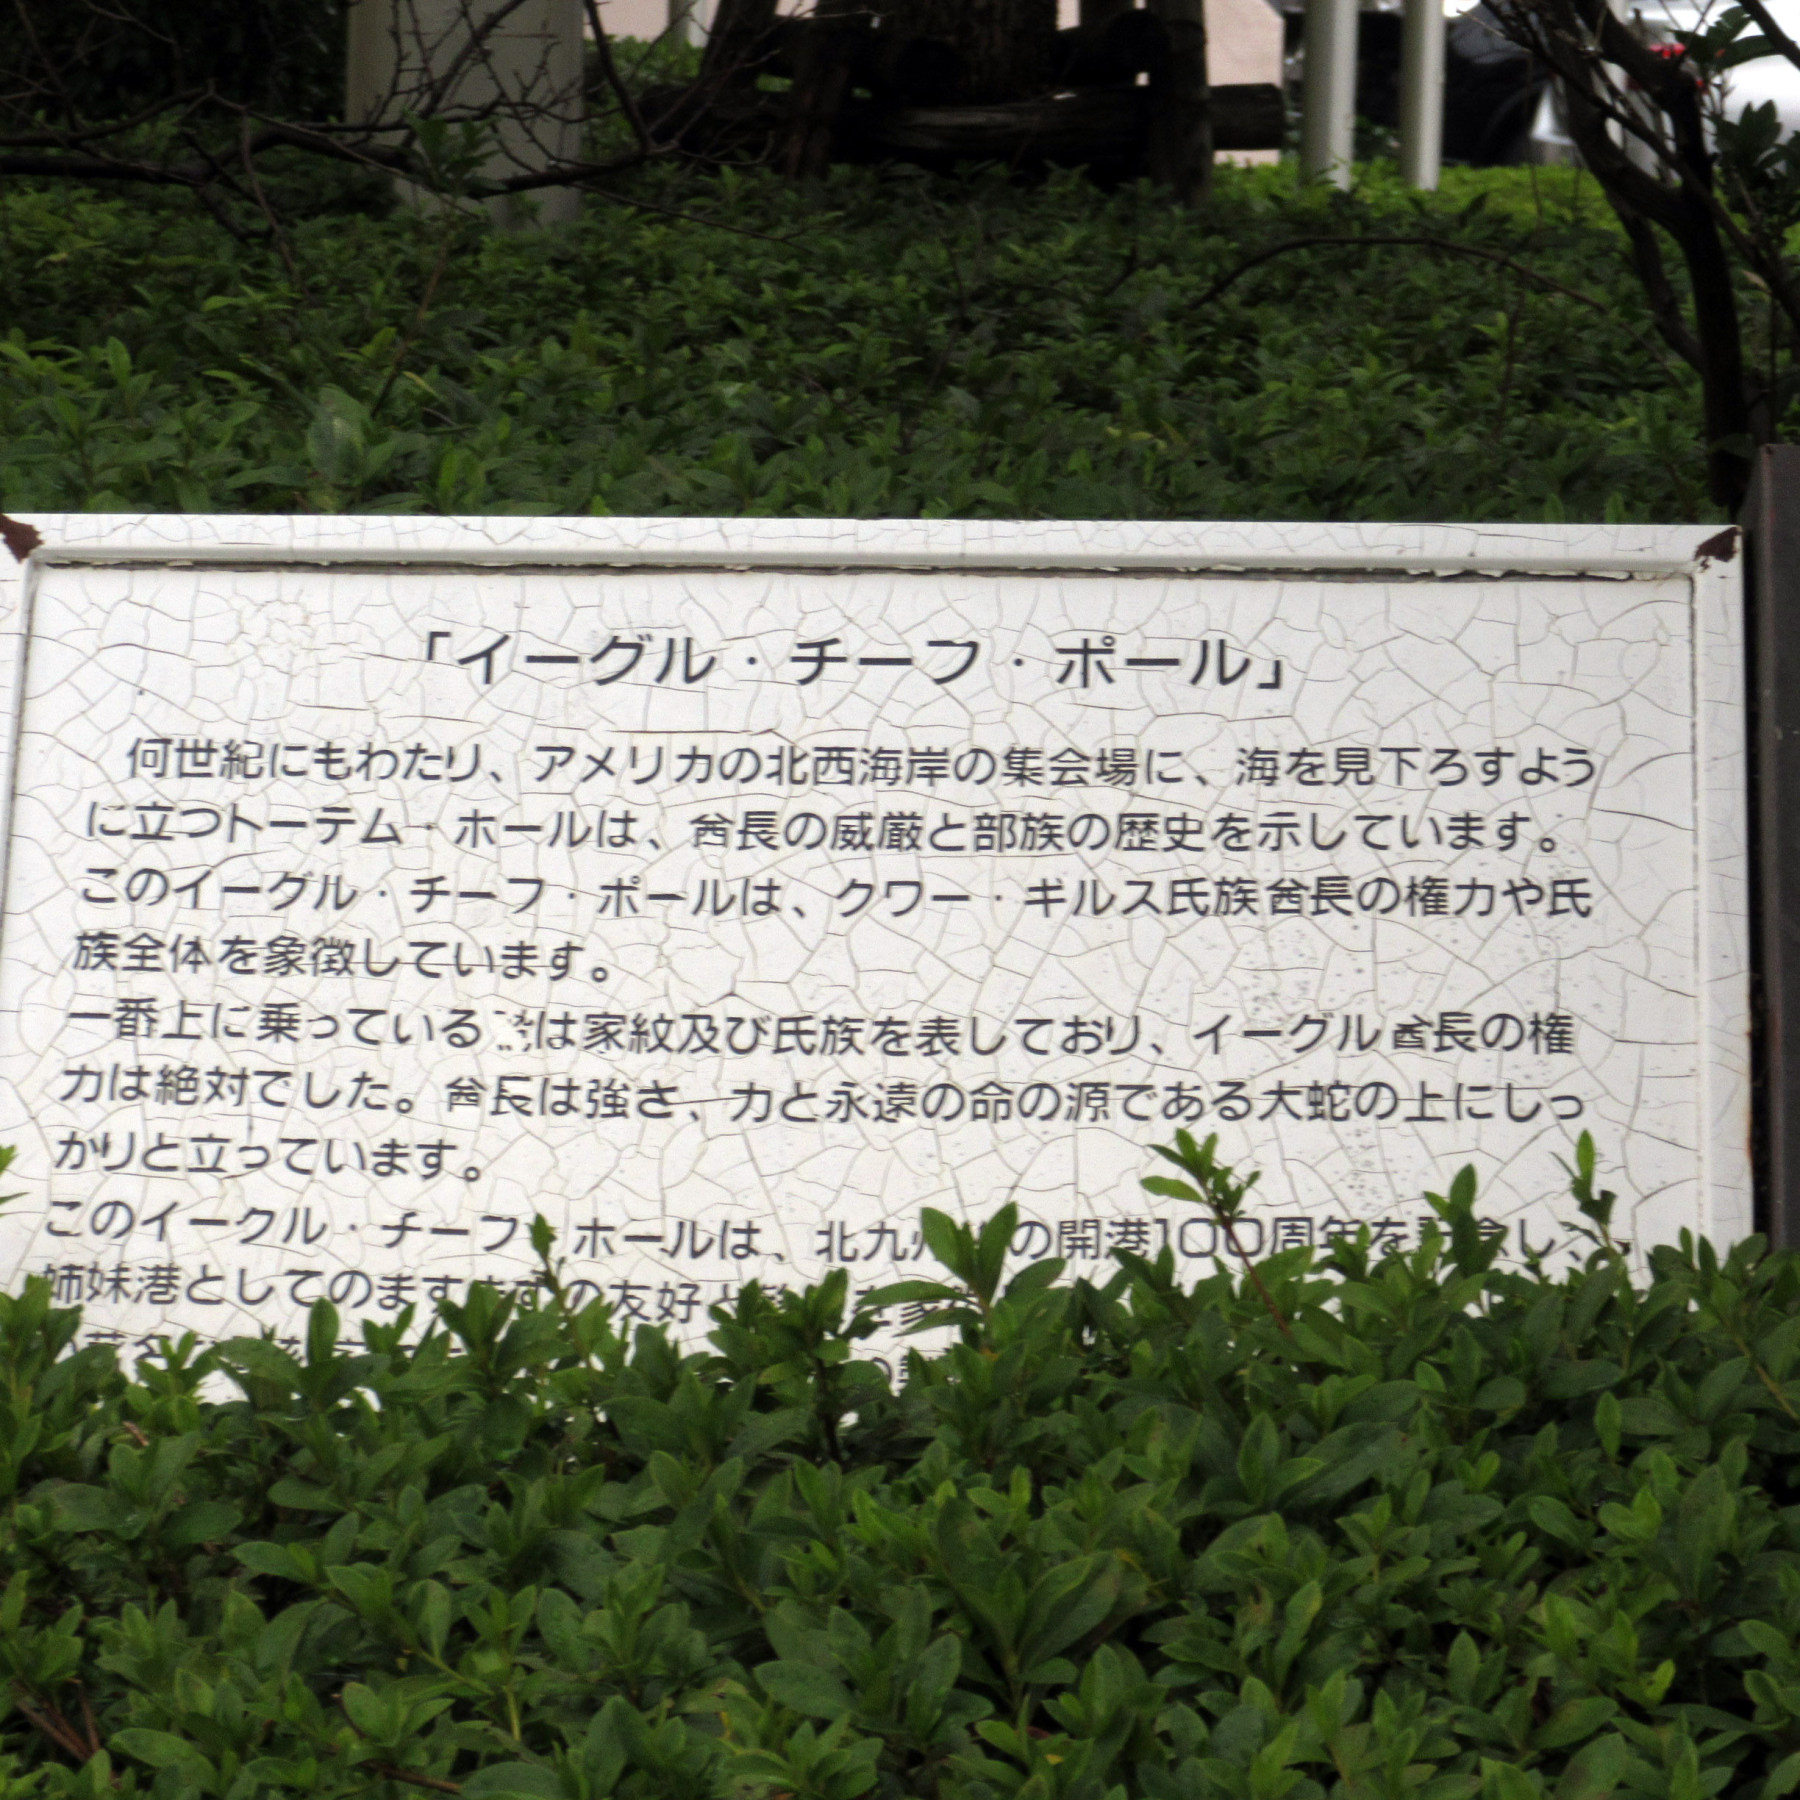 「イーグル・チーフ・ポール」
何世紀にもわたり、アメリカの北西海岸の集会場に、海を見下ろすよう
に立つトーテム・ホールは、酋長の威厳と部族の歴史を示しています。
このイーグル・チーフ・ポールは、クワー・ギルス氏族酋長の権力や氏
族全体を象徴しています。
一番上に乗っている は家紋及び氏族を表しており、イーグル酋長の権
力は絶対でした。酋長は強さ、力と永遠の命の源である大蛇の上にしっ
かりと立っています。
このイークル・チーフ ホールは、北九州 の開港100周年を記念し、
姉妹港としてのますますの友好と を